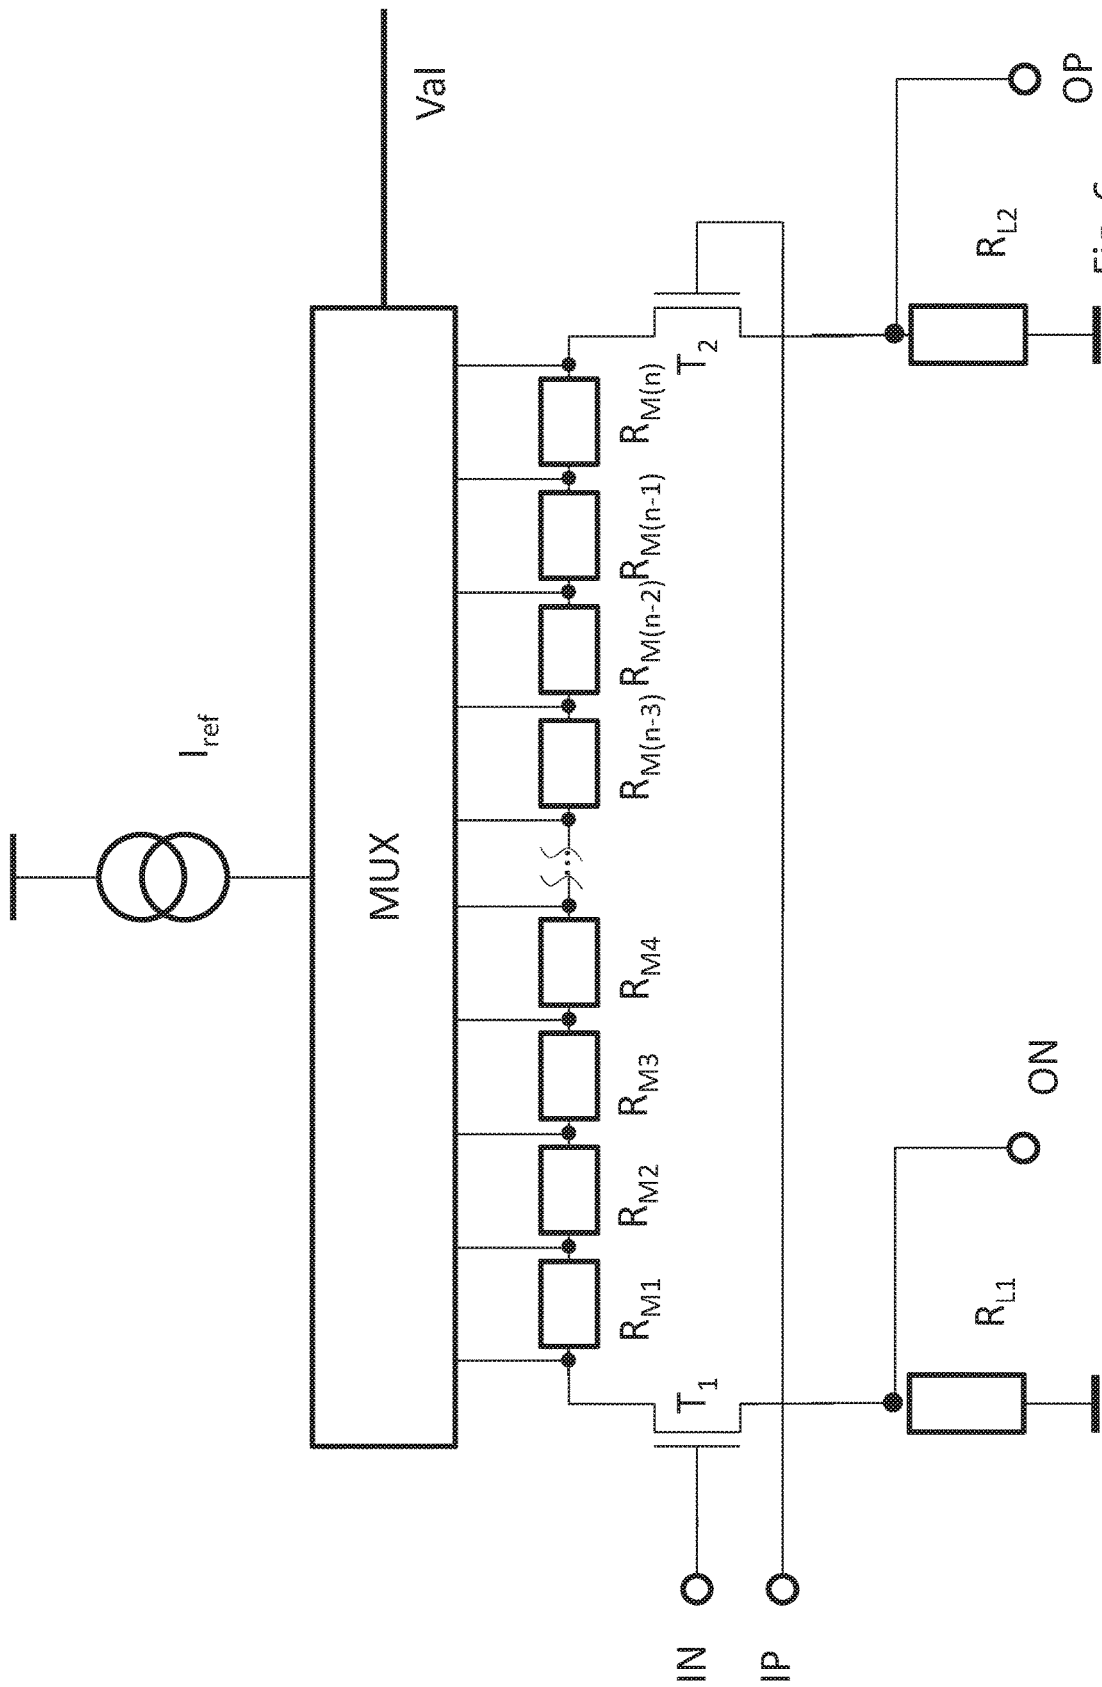 I_ref
MUX
Val
R_M1
R_M2
R_M3
R_M4
R_M(n-3)
R_M(n-2)
R_M(n-1)
R_M(n)
T_1
T_2
IN
IP
R_L1
ON
R_L2
OP